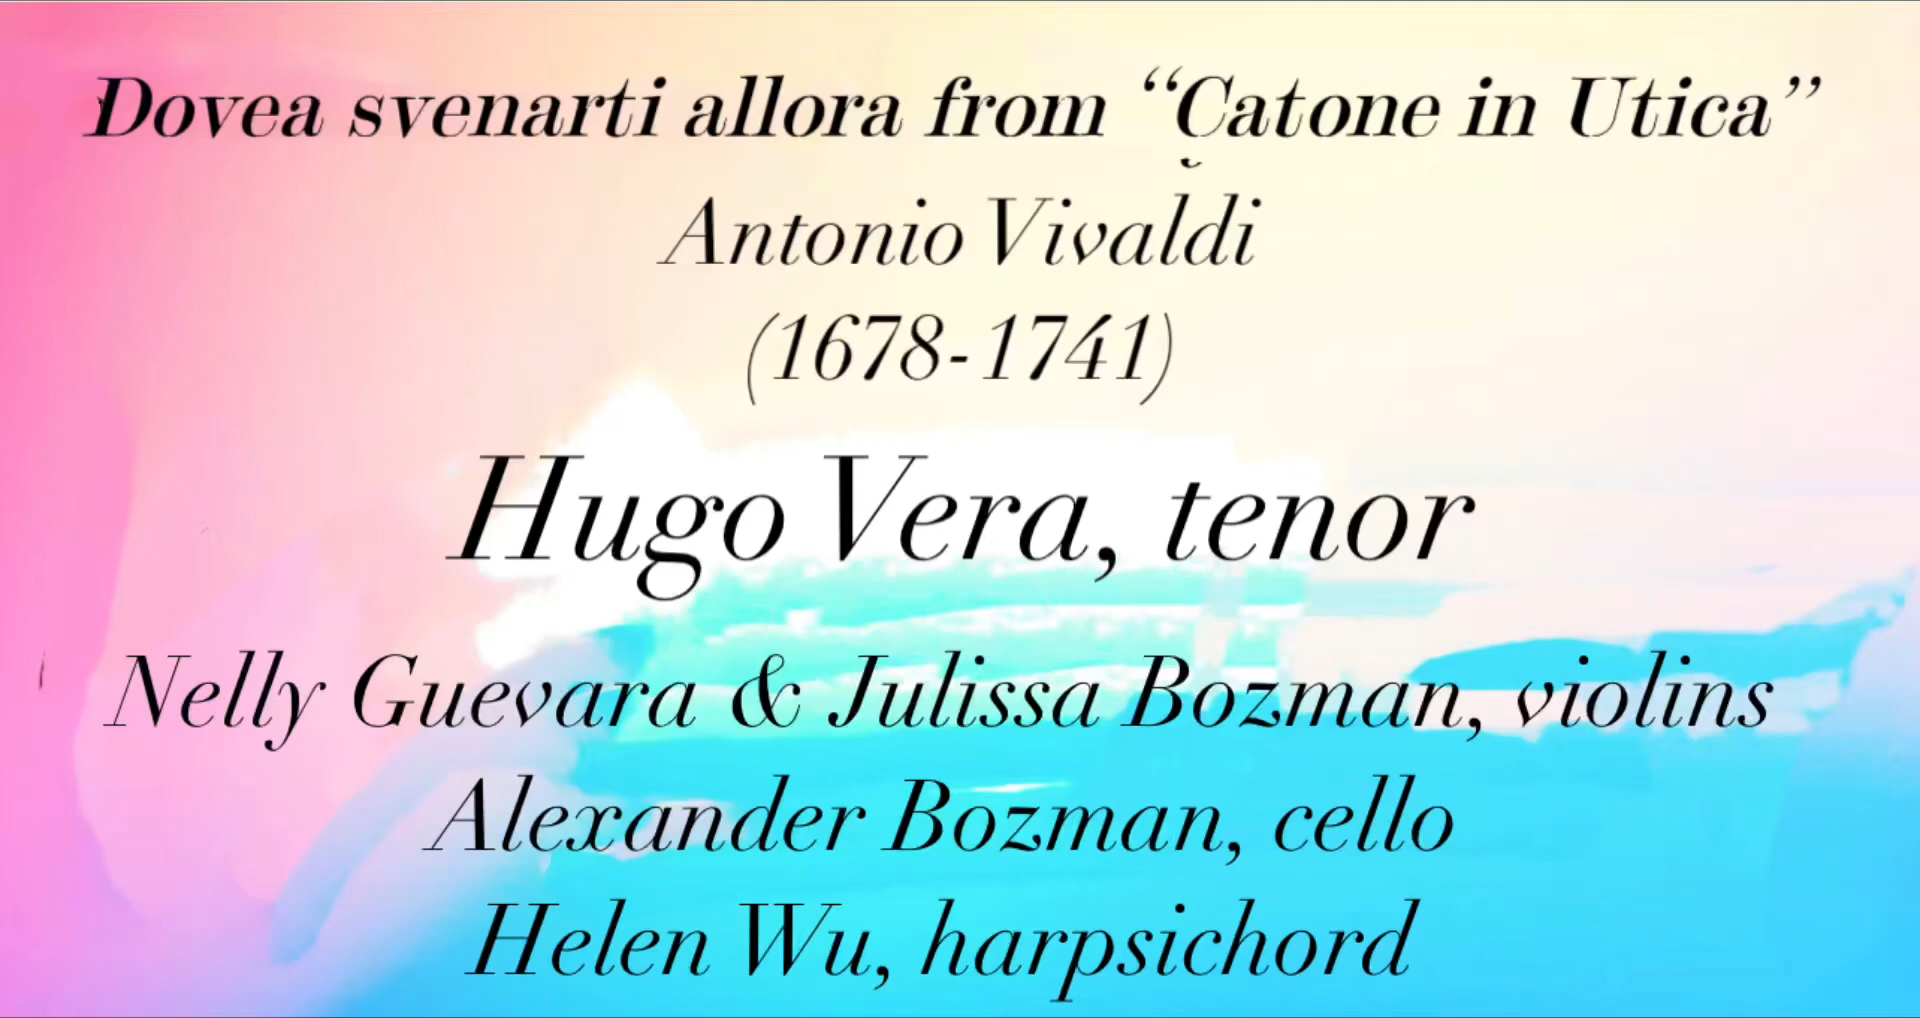 Dovea svenarti allora from “Catone in Utica”
Antonio Vivaldi
(1678-1741)
Hugo Vera, tenor
Nelly Guevara & Julissa Bozman, violins
Alexander Bozman, cello
Helen Wu, harpsichord